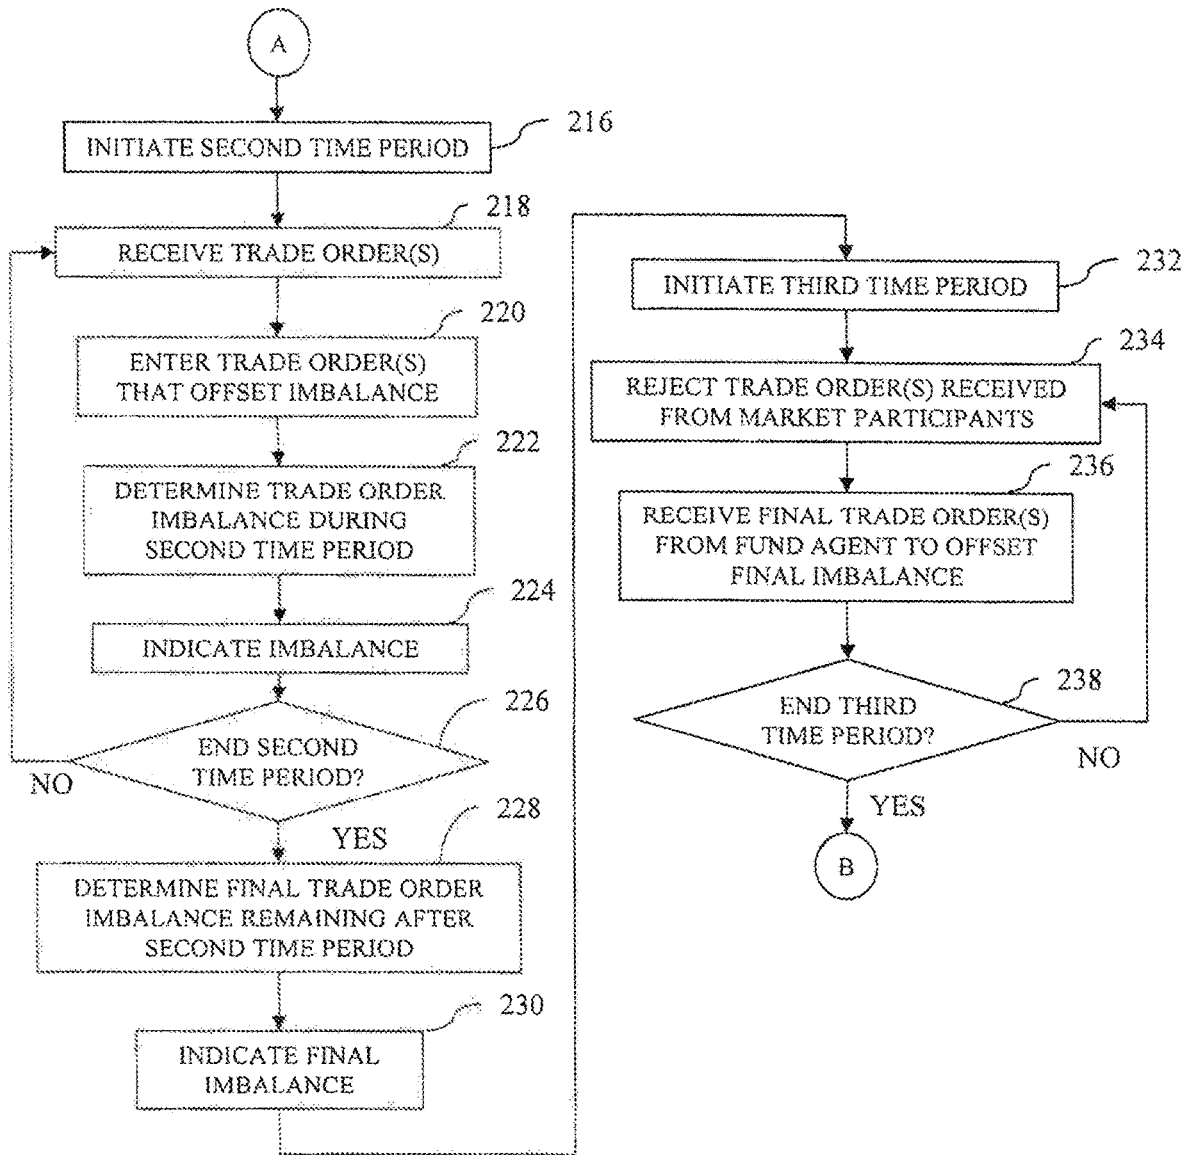 A
INITIATE SECOND TIME PERIOD
216
RECEIVE TRADE ORDER(S)
218
ENTER TRADE ORDER(S)
THAT OFFSET IMBALANCE
220
DETERMINE TRADE ORDER
IMBALANCE DURING
SECOND TIME PERIOD
222
INDICATE IMBALANCE
224
END SECOND
TIME PERIOD?
226
NO
YES
DETERMINE FINAL TRADE ORDER
IMBALANCE REMAINING AFTER
SECOND TIME PERIOD
228
INDICATE FINAL
IMBALANCE
230
INITIATE THIRD TIME PERIOD
232
REJECT TRADE ORDER(S) RECEIVED
FROM MARKET PARTICIPANTS
234
RECEIVE FINAL TRADE ORDER(S)
FROM FUND AGENT TO OFFSET
FINAL IMBALANCE
236
END THIRD
TIME PERIOD?
238
NO
YES
B